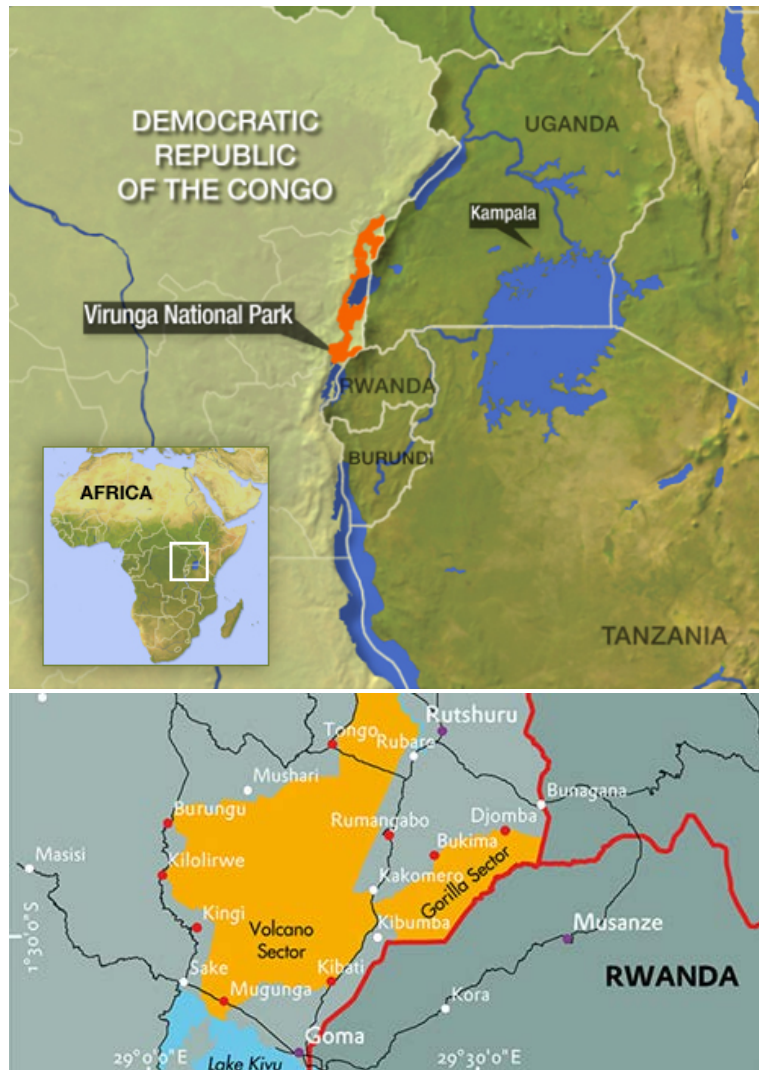 DEMOCRATIC
REPUBLIC
OF THE CONGO
UGANDA
Kampala
Virunga National Park
RWANDA
BURUNDI
AFRICA
TANZANIA
Tongo
Rutshuru
Rubare
Mushari
Bunagana
Burungu
Rumangabo
Djomba
Bukima
Masisi
Kilolirwe
Kakomero
Gorilla Sector
Kingi
Volcano
Sector
Kibumba
Musanze
1°30'0"S
Sake
Kibati
Mugunga
RWANDA
Kora
Goma
Lake Kivu
29°0'0"E
29°30'0"E